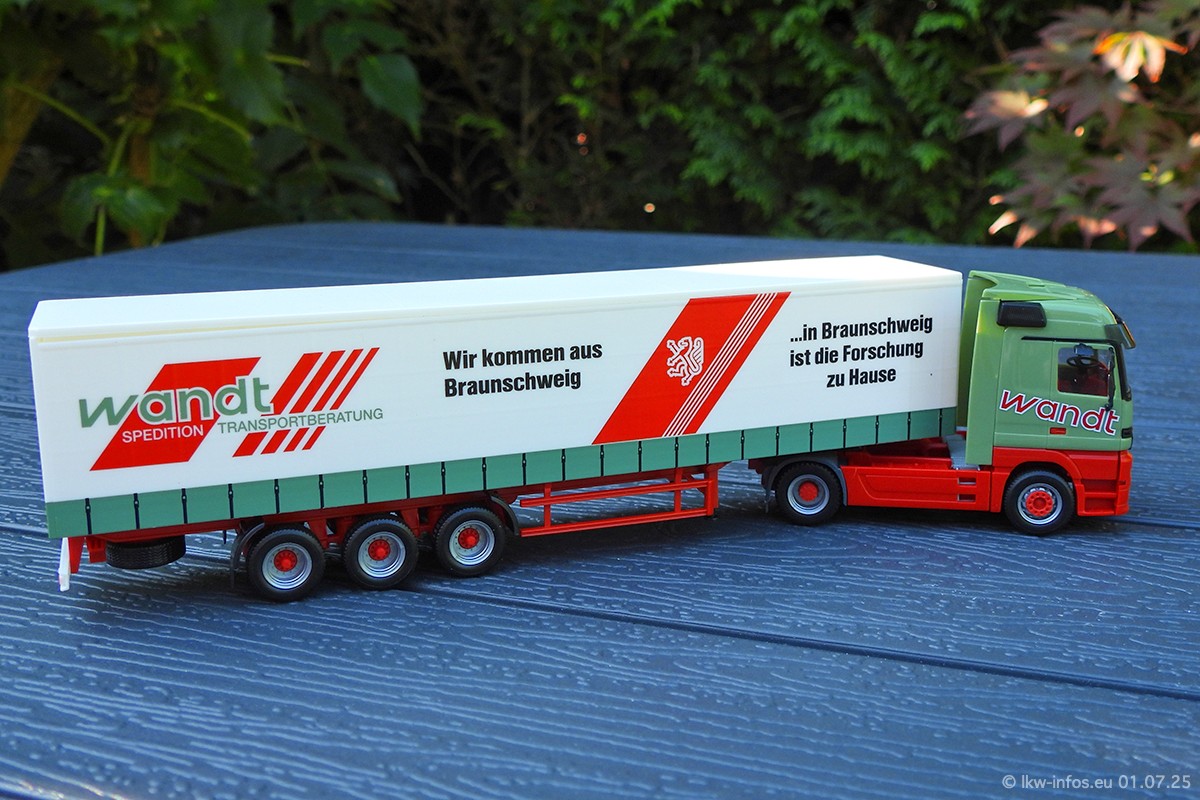 wandt
SPEDITION
TRANSPORTBERATUNG
Wir kommen aus
Braunschweig
...in Braunschweig
ist die Forschung
zu Hause
wandt
© lkw-infos.eu 01.07.25